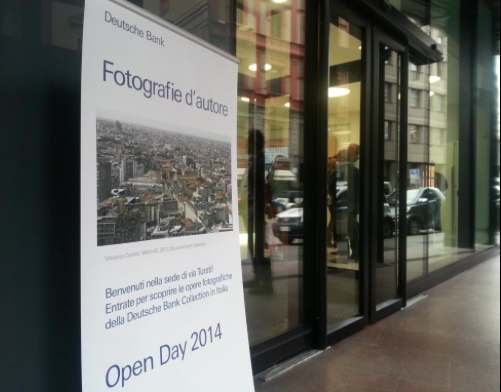 Deutsche Bank
Fotografie d'autore
Benvenuti nella sede di via Turati!
Entrate per scoprire le opere fotografiche
della Deutsche Bank Collection in Italia
Open Day 2014